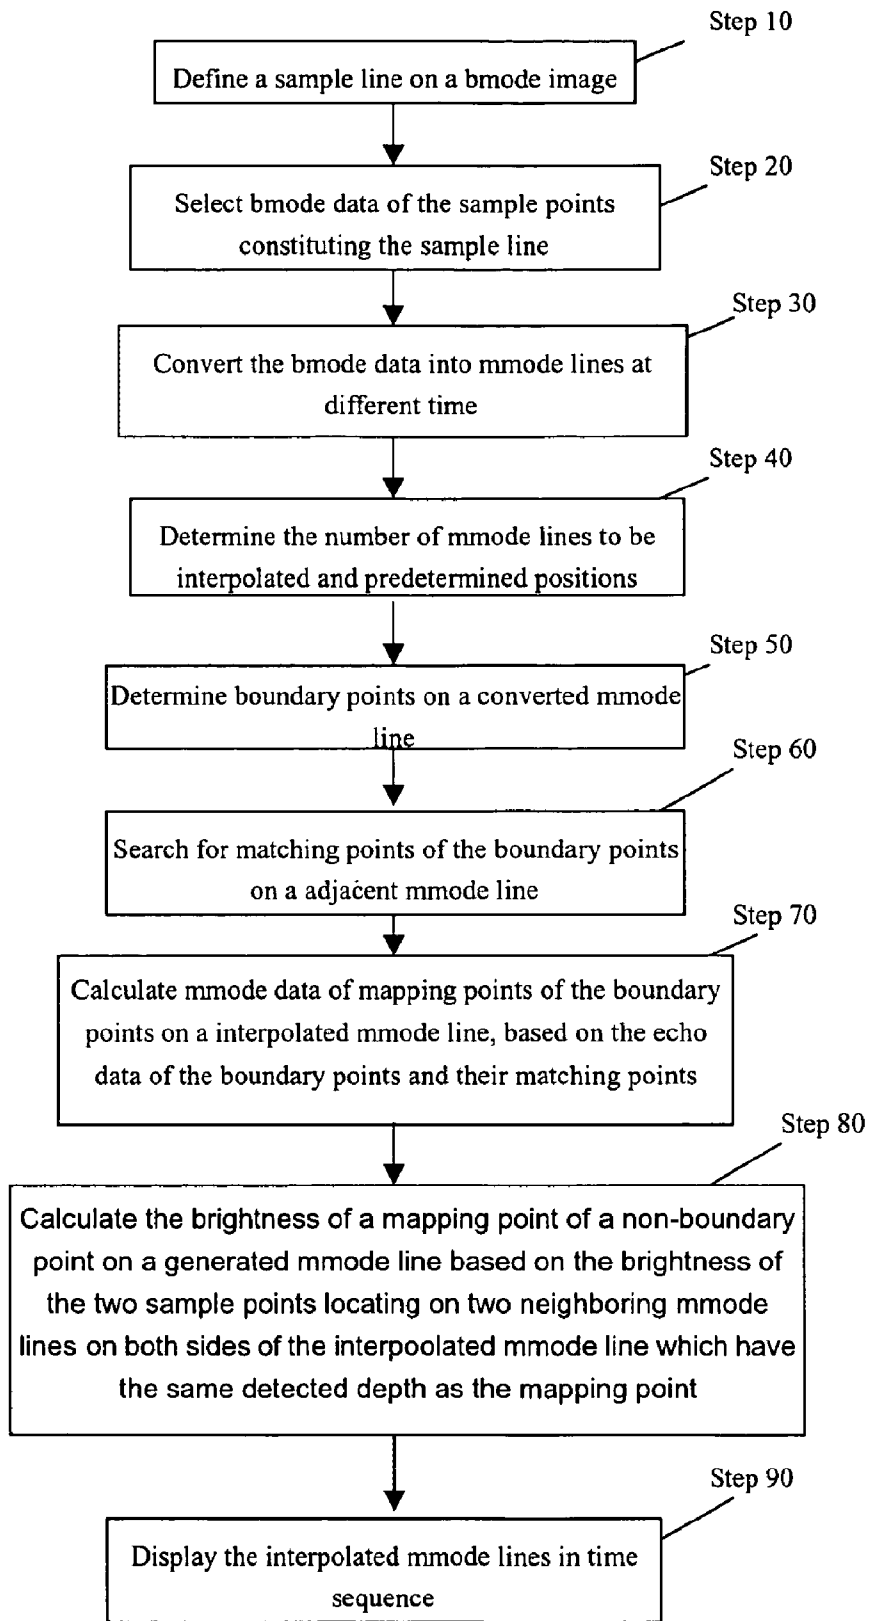 Step 10
Define a sample line on a bmode image
Step 20
Select bmode data of the sample points
constituting the sample line
Step 30
Convert the bmode data into mmode lines at
different time
Step 40
Determine the number of mmode lines to be
interpolated and predetermined positions
Step 50
Determine boundary points on a converted mmode
line
Step 60
Search for matching points of the boundary points
on a adjacent mmode line
Step 70
Calculate mmode data of mapping points of the boundary
points on a interpolated mmode line, based on the echo
data of the boundary points and their matching points
Step 80
Calculate the brightness of a mapping point of a non-boundary
point on a generated mmode line based on the brightness of
the two sample points locating on two neighboring mmode
lines on both sides of the interpoolated mmode line which have
the same detected depth as the mapping point
Step 90
Display the interpolated mmode lines in time
sequence